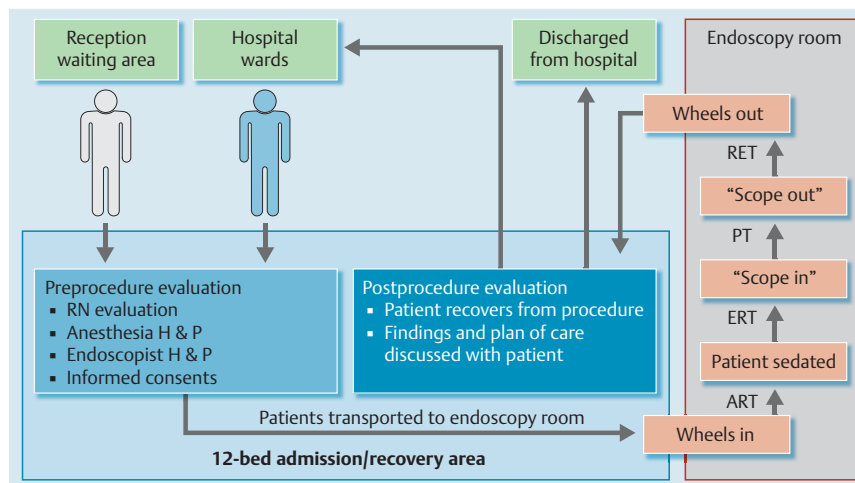 Reception
waiting area
Hospital
wards
Discharged
from hospital
Endoscopy room
Wheels out
RET
“Scope out”
PT
“Scope in”
ERT
Patient sedated
ART
Wheels in
Preprocedure evaluation
▪ RN evaluation
▪ Anesthesia H & P
▪ Endoscopist H & P
▪ Informed consents
Postprocedure evaluation
▪ Patient recovers from procedure
▪ Findings and plan of care
discussed with patient
Patients transported to endoscopy room
12-bed admission/recovery area